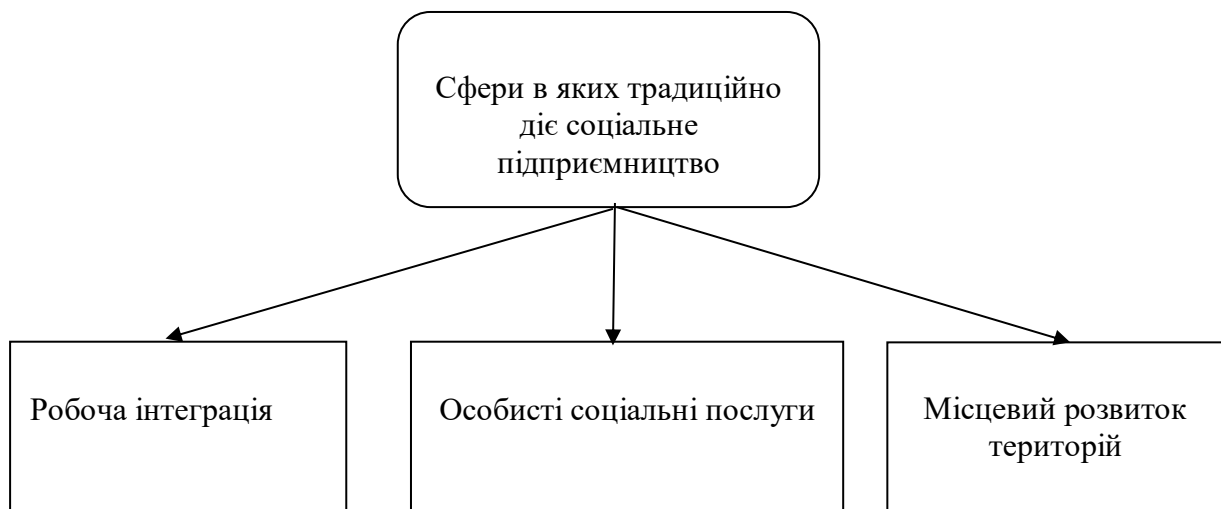 Сфери в яких традиційно
діє соціальне
підприємництво
Робоча інтеграція
Особисті соціальні послуги
Місцевий розвиток
територій